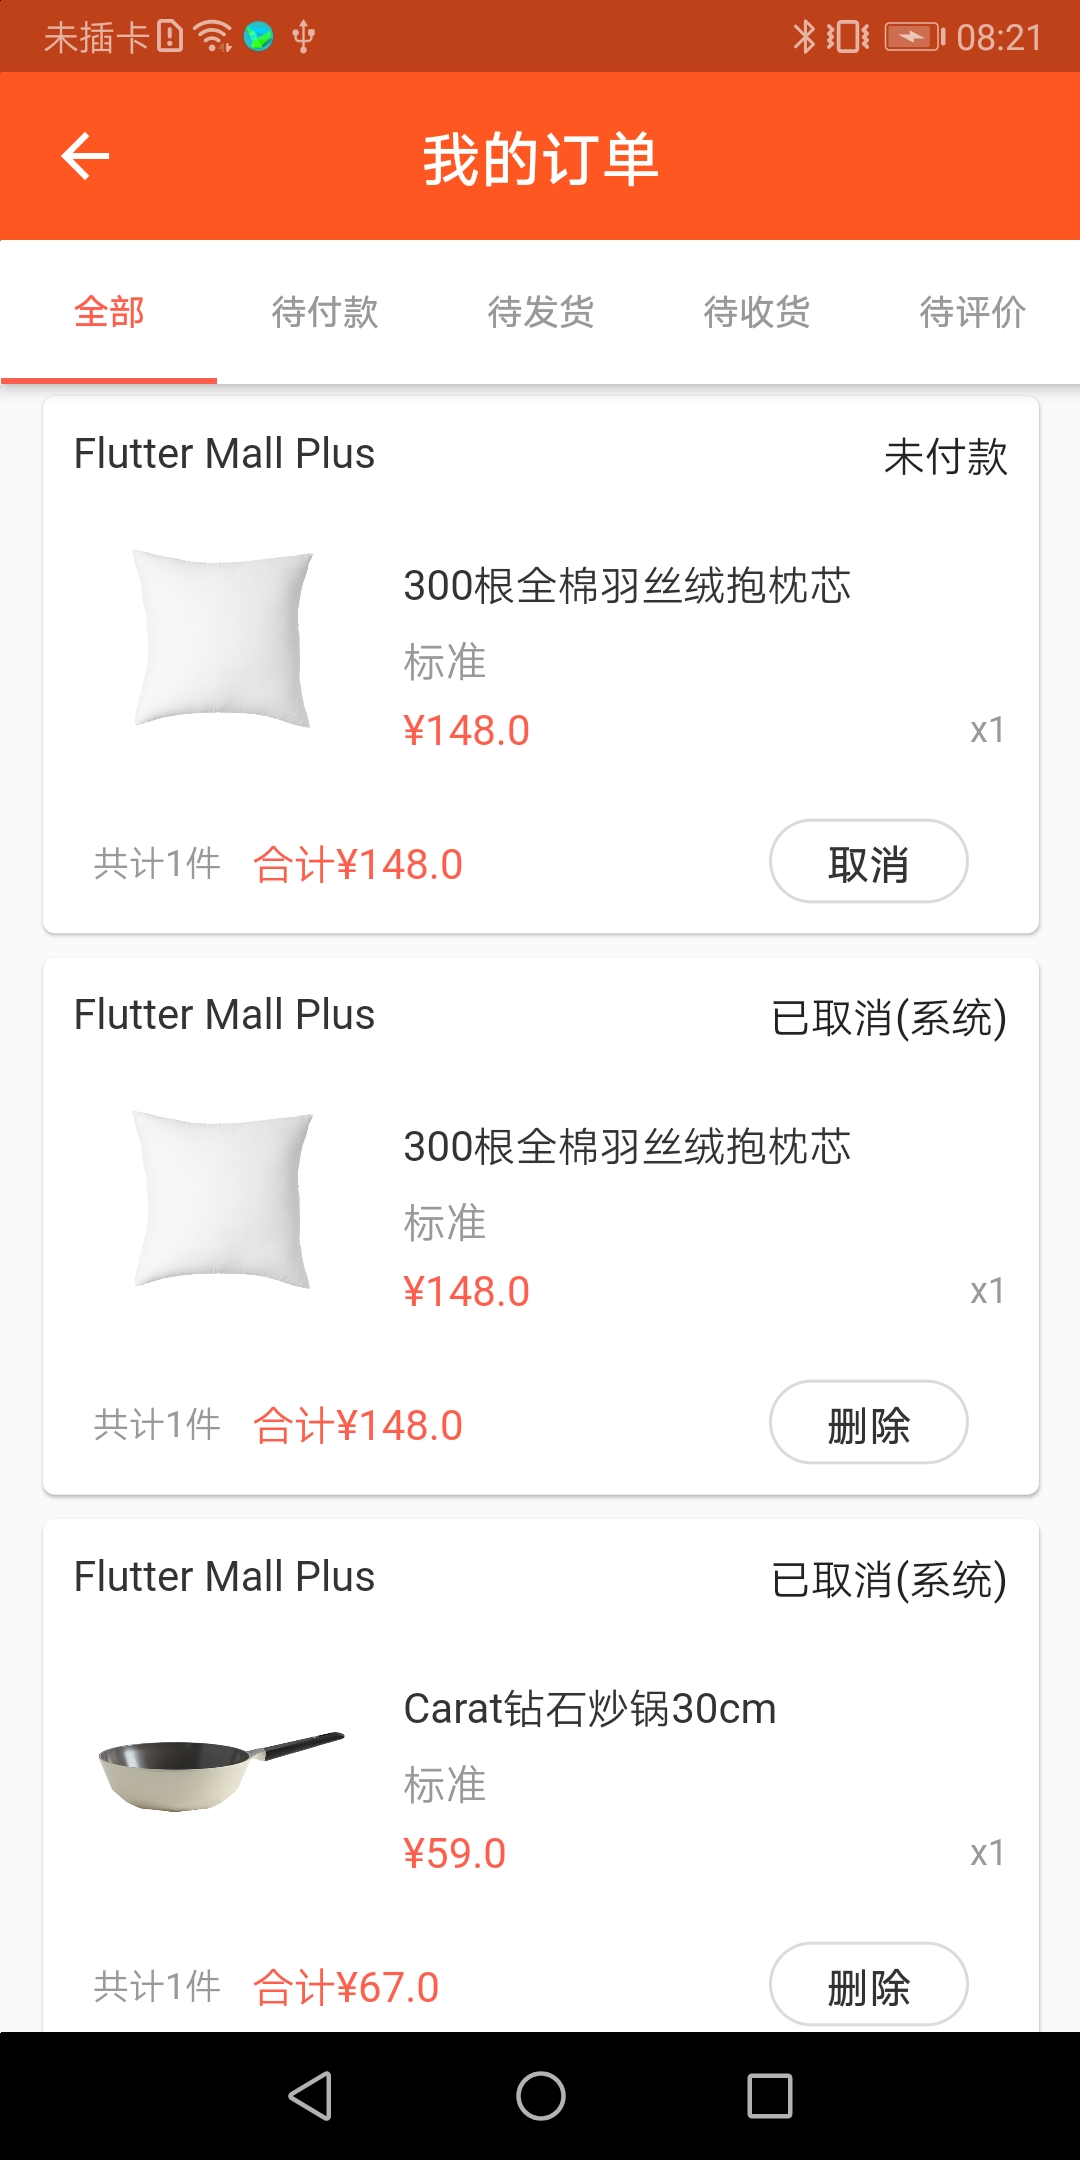 未插卡 08:21
我的订单
全部 待付款 待发货 待收货 待评价
Flutter Mall Plus 未付款
300根全棉羽丝绒抱枕芯
标准
¥148.0 x1
共计1件 合计¥148.0 取消
Flutter Mall Plus 已取消(系统)
300根全棉羽丝绒抱枕芯
标准
¥148.0 x1
共计1件 合计¥148.0 删除
Flutter Mall Plus 已取消(系统)
Carat钻石炒锅30cm
标准
¥59.0 x1
共计1件 合计¥67.0 删除